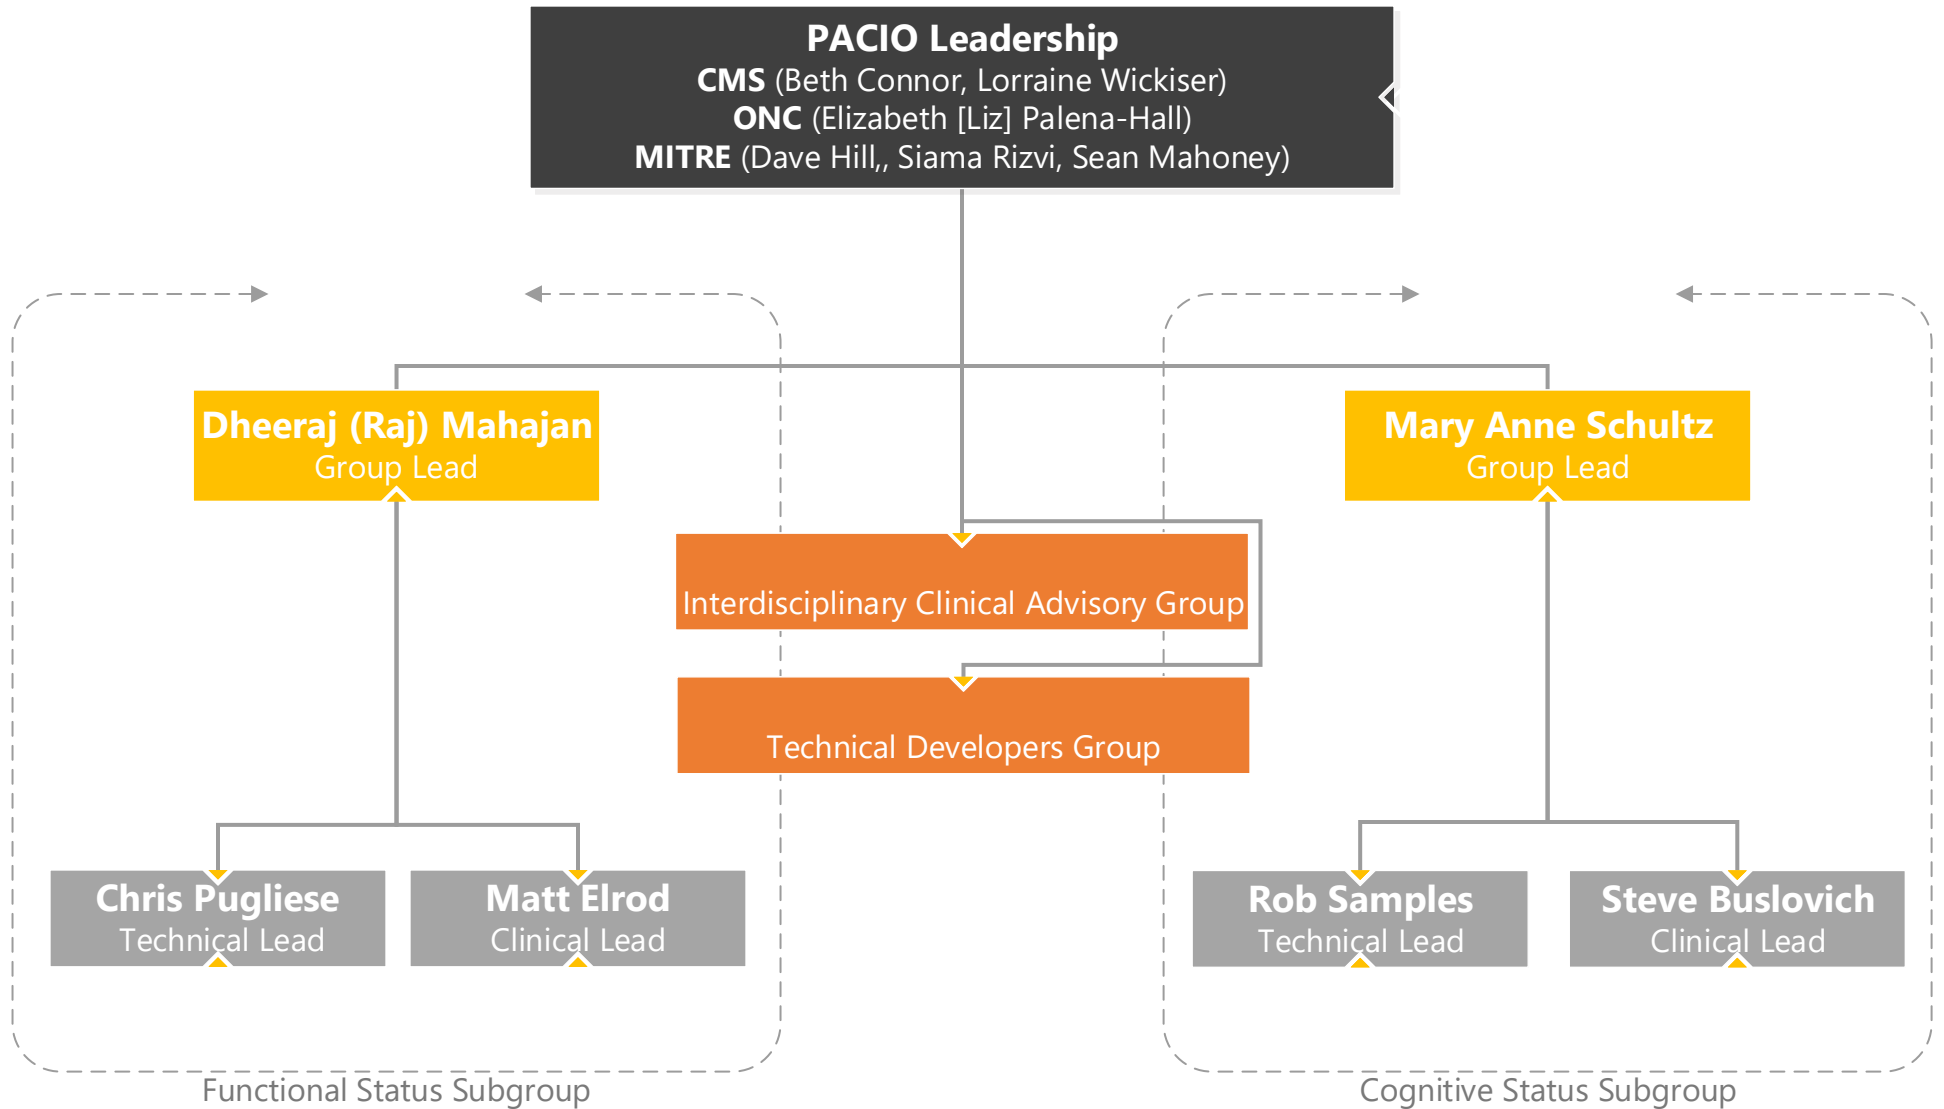 PACIO Leadership
CMS (Beth Connor, Lorraine Wickiser)
ONC (Elizabeth [Liz] Palena-Hall)
MITRE (Dave Hill,, Siama Rizvi, Sean Mahoney)
Dheeraj (Raj) Mahajan
Group Lead
Mary Anne Schultz
Group Lead
Interdisciplinary Clinical Advisory Group
Technical Developers Group
Chris Pugliese
Technical Lead
Matt Elrod
Clinical Lead
Rob Samples
Technical Lead
Steve Buslovich
Clinical Lead
Functional Status Subgroup
Cognitive Status Subgroup